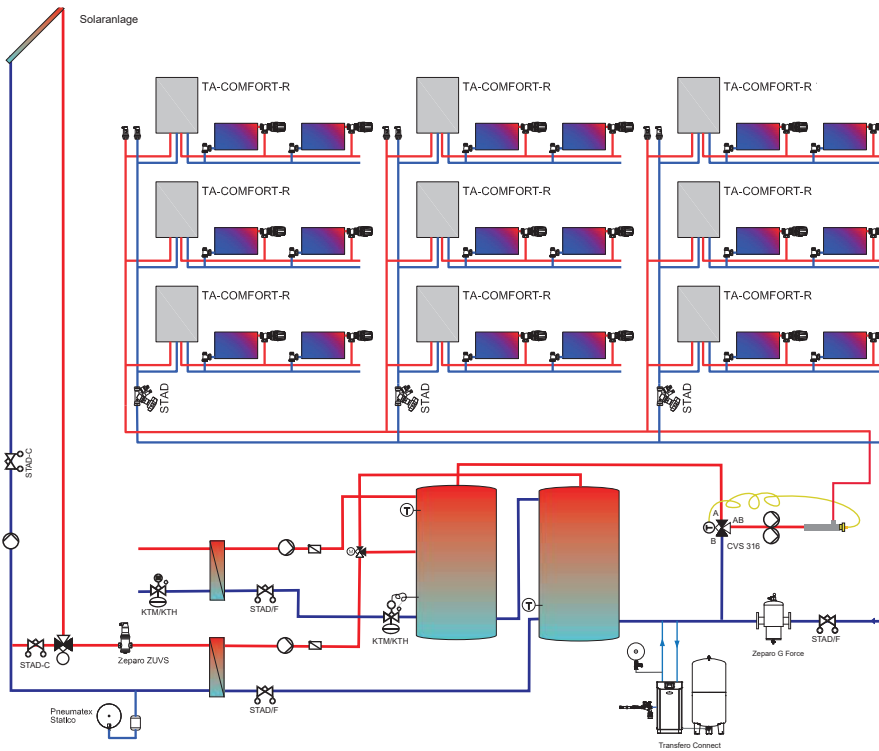 Solaranlage
TA-COMFORT-R
TA-COMFORT-R
TA-COMFORT-R
TA-COMFORT-R
TA-COMFORT-R
TA-COMFORT-R
TA-COMFORT-R
TA-COMFORT-R
TA-COMFORT-R
STAD
STAD
STAD
STAD-C
T
A
AB
T
B
CVS 316
M
T
KTM/KTH
STAD/F
KTM/KTH
STAD-C
Zeparo ZUVS
STAD/F
Zeparo G Force
STAD/F
Pneumatex
Statico
Transfero Connect